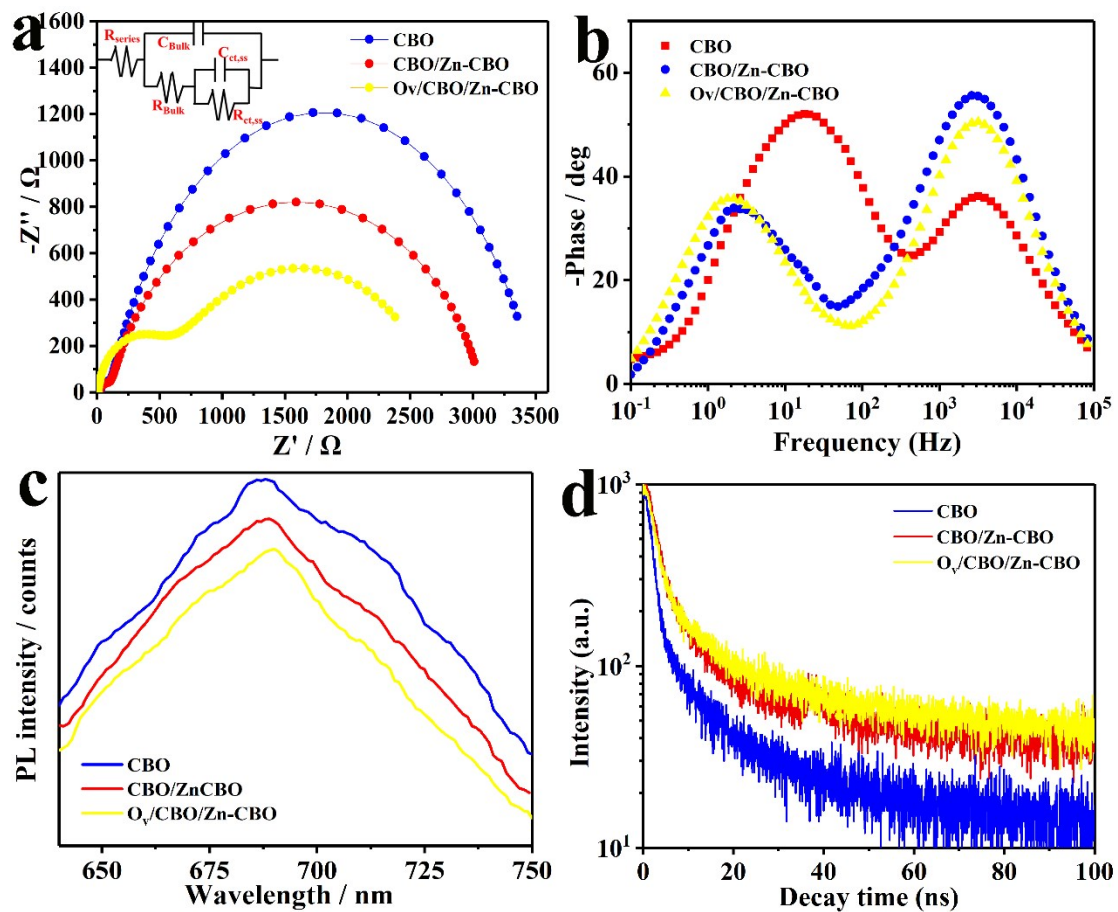 a
1600
1400
1200
1000
800
600
400
200
0
-Z'' / Ω
0 500 1000 1500 2000 2500 3000 3500
Z' / Ω
Rseries
CBulk
Cct,ss
RBulk
Rct,ss
CBO
CBO/Zn-CBO
Ov/CBO/Zn-CBO
b
60
40
20
0
-Phase / deg
10-1 100 101 102 103 104 105
Frequency (Hz)
CBO
CBO/Zn-CBO
Ov/CBO/Zn-CBO
c
PL intensity / counts
650 675 700 725 750
Wavelength / nm
CBO
CBO/ZnCBO
Ov/CBO/Zn-CBO
d
103
102
101
Intensity (a.u.)
0 20 40 60 80 100
Decay time (ns)
CBO
CBO/Zn-CBO
Ov/CBO/Zn-CBO